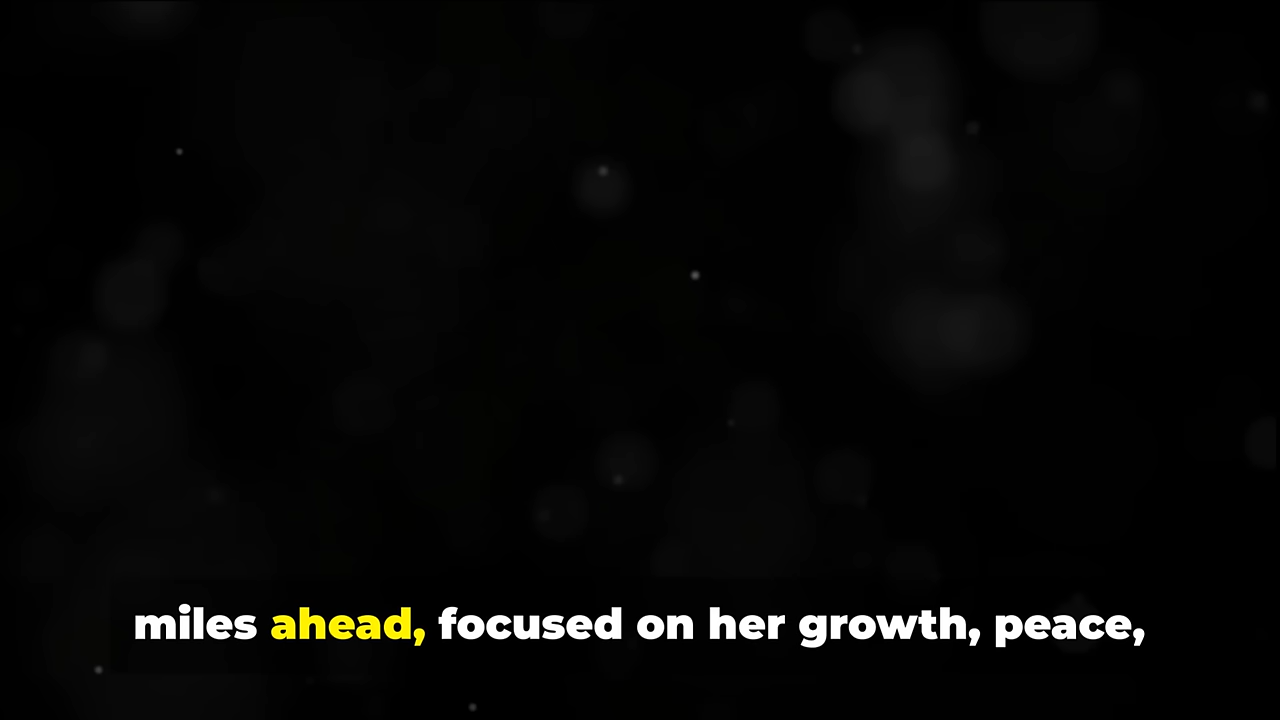 miles ahead, focused on her growth, peace,